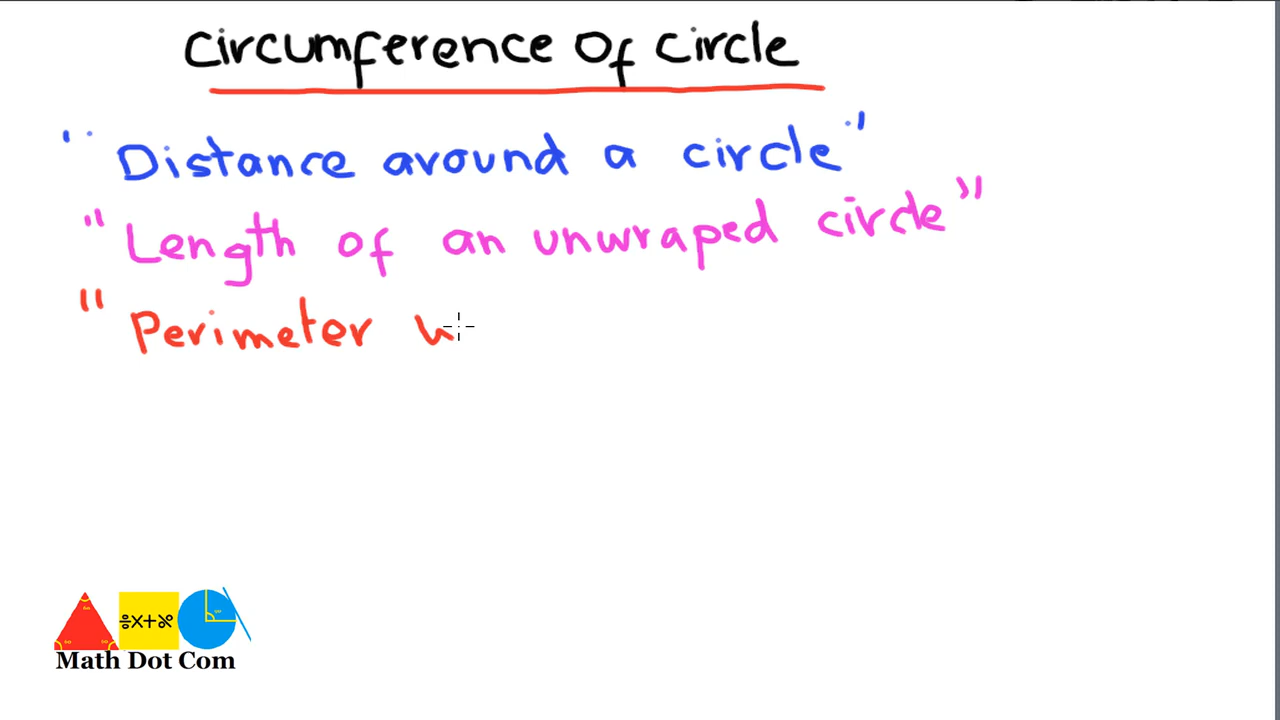 Circumference Of Circle
"Distance around a circle"
"Length of an unwraped circle"
"Perimeter
÷x+%
Math Dot Com